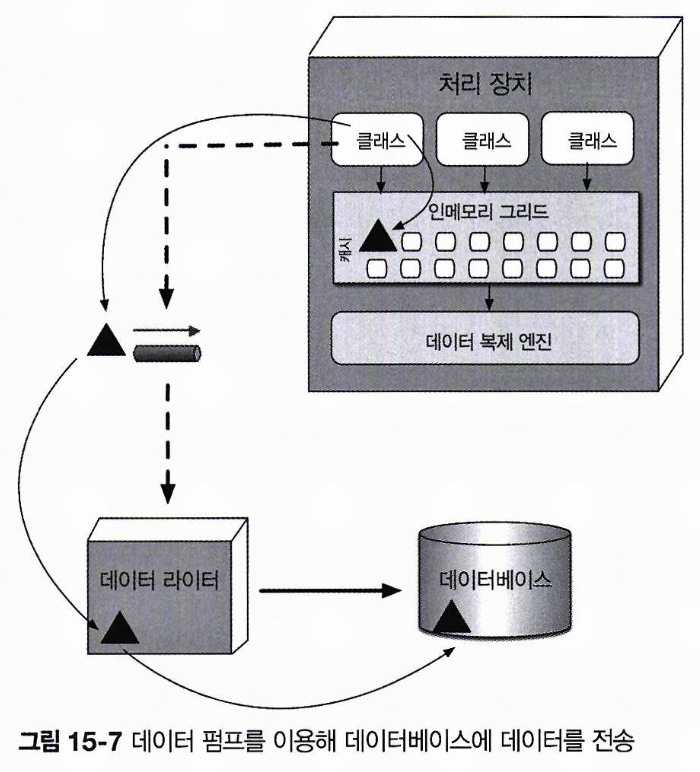 처리 장치
클래스 클래스 클래스
인메모리 그리드
캐시
데이터 복제 엔진
데이터 라이터
데이터베이스
그림 15-7 데이터 펌프를 이용해 데이터베이스에 데이터를 전송